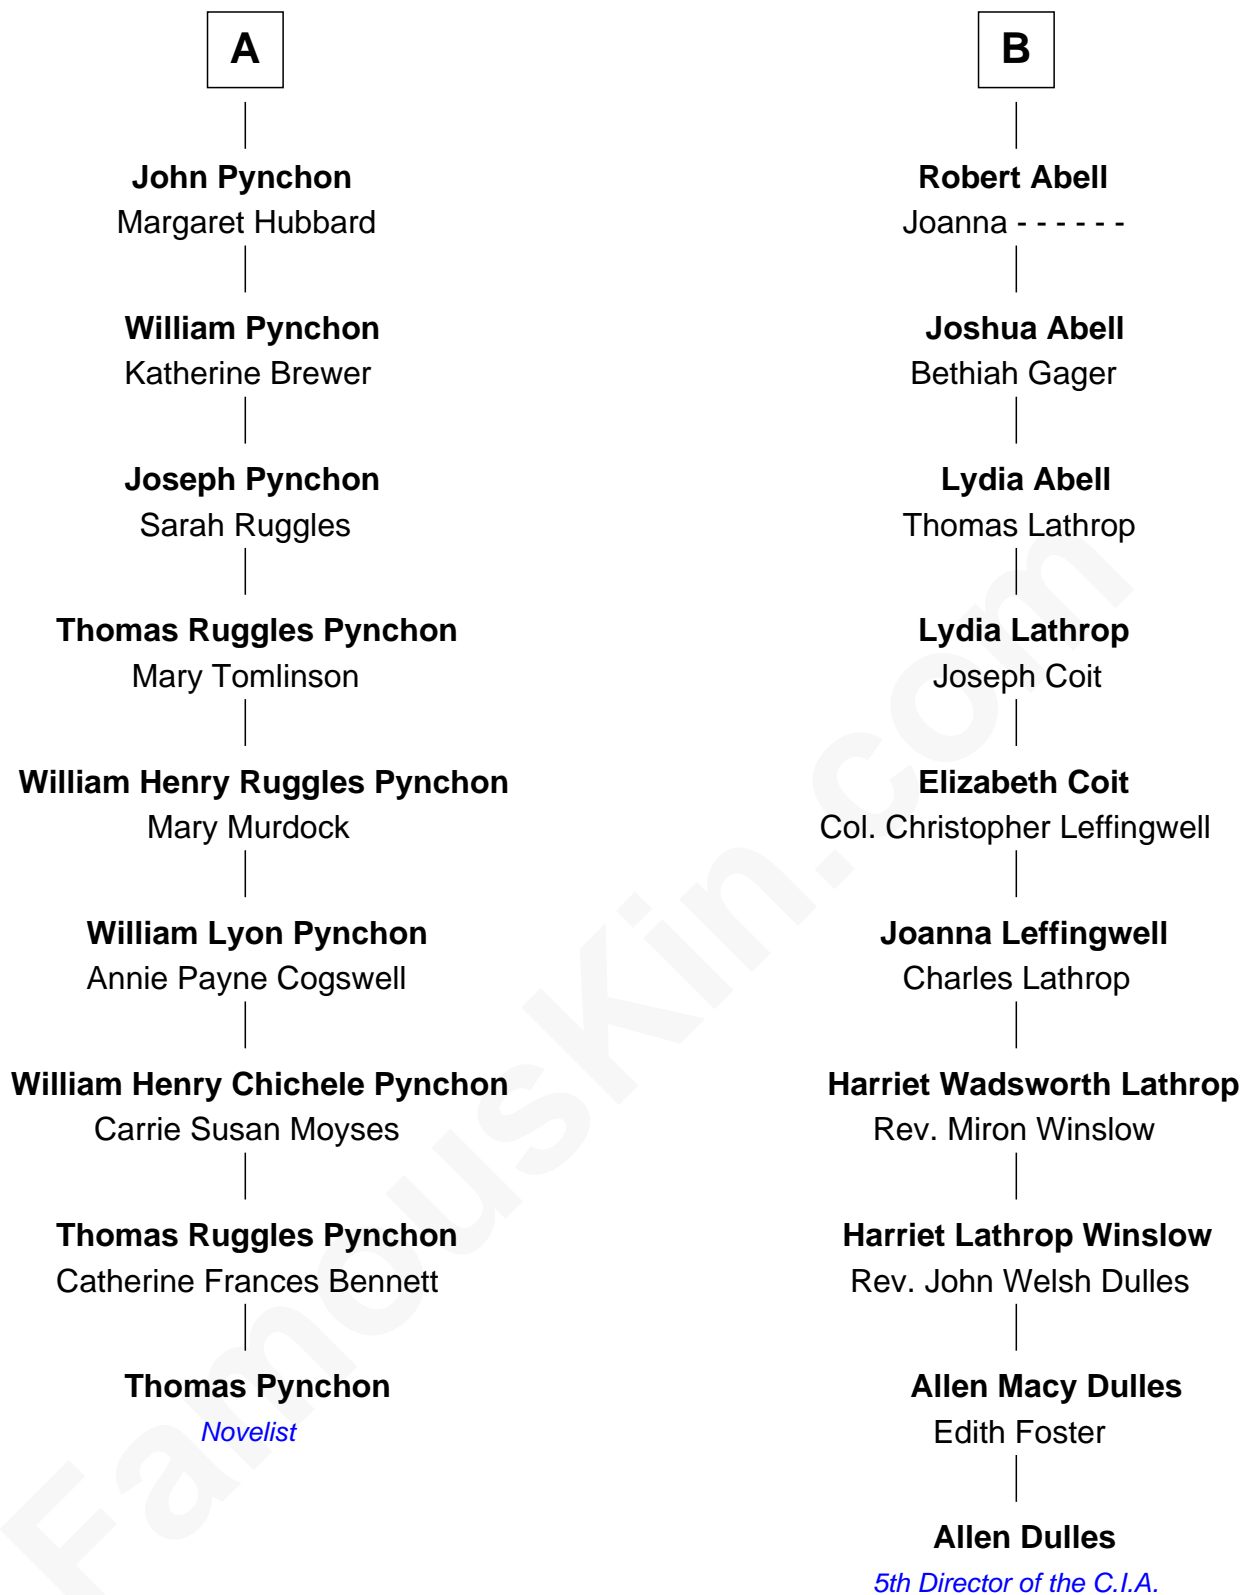 A
John Pynchon
Margaret Hubbard
William Pynchon
Katherine Brewer
Joseph Pynchon
Sarah Ruggles
Thomas Ruggles Pynchon
Mary Tomlinson
William Henry Ruggles Pynchon
Mary Murdock
William Lyon Pynchon
Annie Payne Cogswell
William Henry Chichele Pynchon
Carrie Susan Moyses
Thomas Ruggles Pynchon
Catherine Frances Bennett
Thomas Pynchon
Novelist
B
Robert Abell
Joanna - - - - - -
Joshua Abell
Bethiah Gager
Lydia Abell
Thomas Lathrop
Lydia Lathrop
Joseph Coit
Elizabeth Coit
Col. Christopher Leffingwell
Joanna Leffingwell
Charles Lathrop
Harriet Wadsworth Lathrop
Rev. Miron Winslow
Harriet Lathrop Winslow
Rev. John Welsh Dulles
Allen Macy Dulles
Edith Foster
Allen Dulles
5th Director of the C.I.A.
FamousKin.com